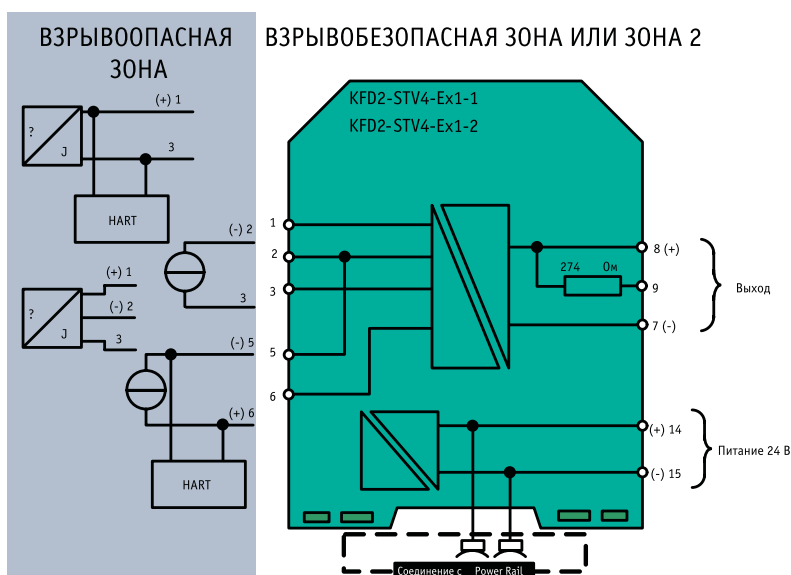 ВЗРЫВООПАСНАЯ
ЗОНА
ВЗРЫВОБЕЗОПАСНАЯ ЗОНА ИЛИ ЗОНА 2
KFD2-STV4-Ex1-1
KFD2-STV4-Ex1-2
(+) 1
?
J
3
HART
(-) 2
3
(+) 1
?
(-) 2
J
3
(-) 5
(+) 6
HART
1
2
3
5
6
8 (+)
274 Ом
9
7 (-)
Выход
(+) 14
Питание 24 В
(-) 15
Соединение с Power Rail